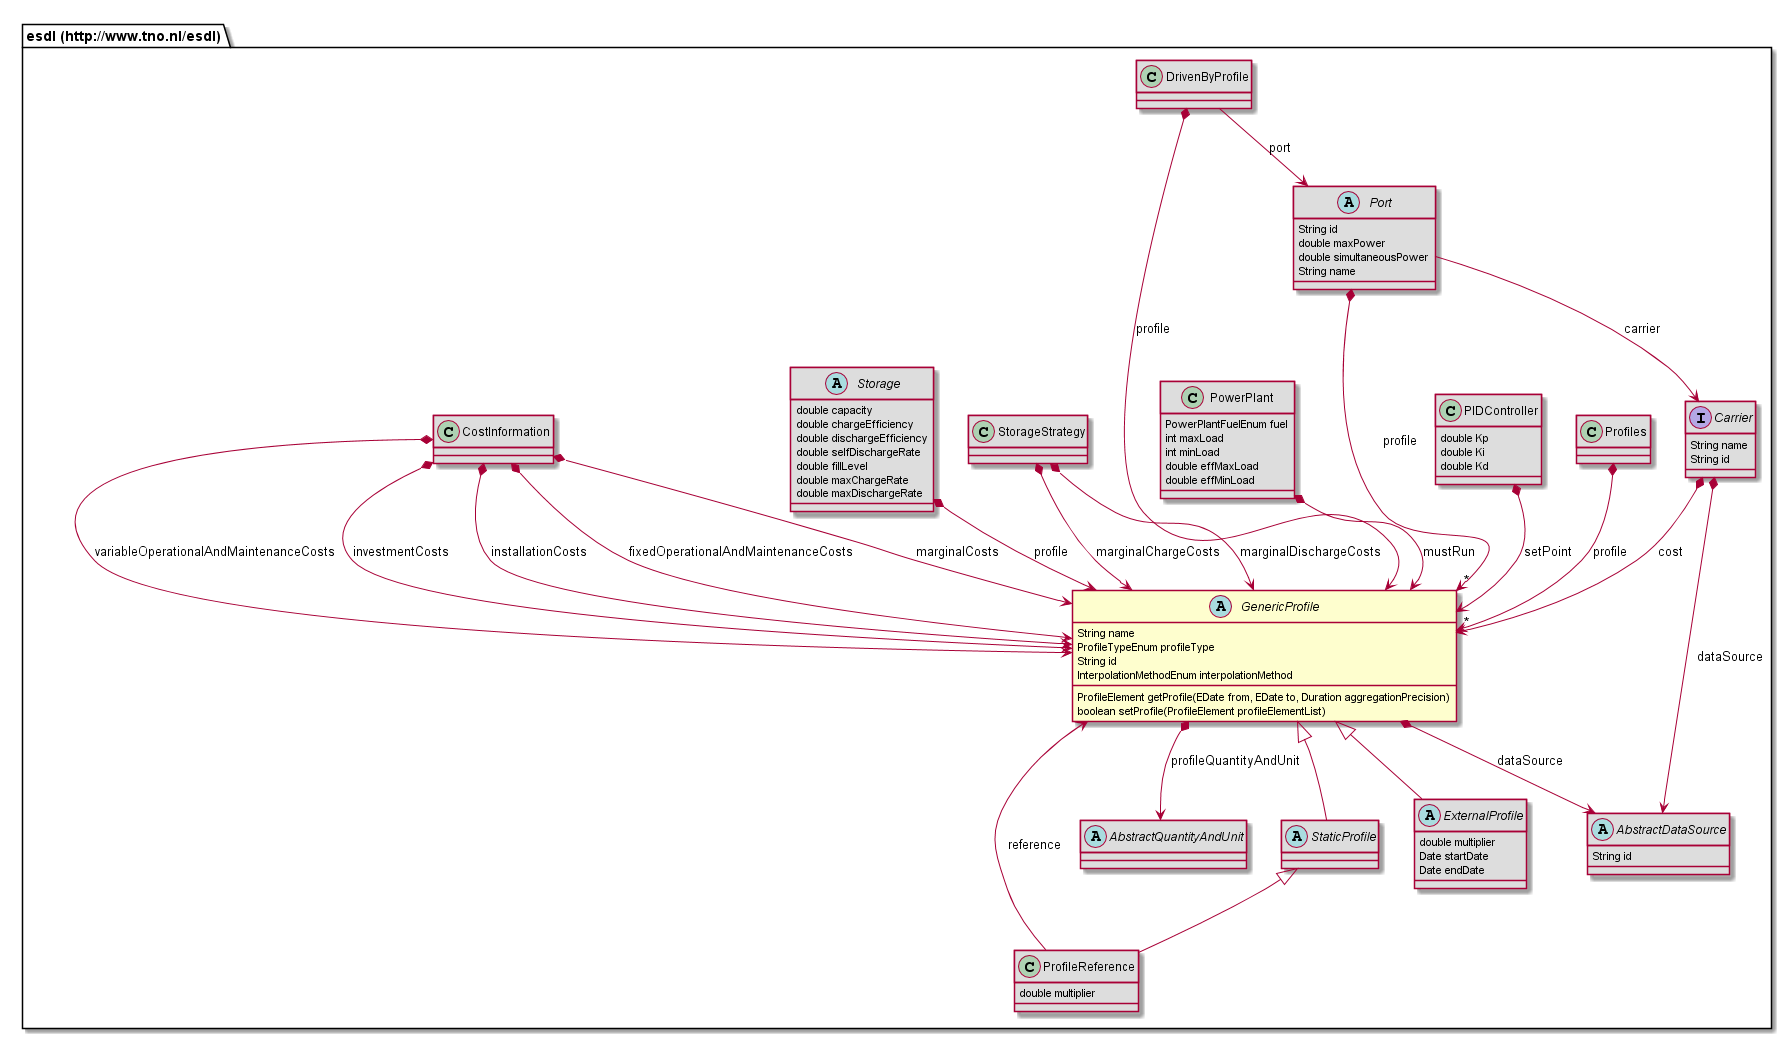 esdl (http://www.tno.nl/esdl)
C DrivenByProfile
port
A Port
String id
double maxPower
double simultaneousPower
String name
profile
carrier
A Storage
double capacity
double chargeEfficiency
double dischargeEfficiency
double selfDischargeRate
double fillLevel
double maxChargeRate
double maxDischargeRate
C PowerPlant
PowerPlantFuelEnum fuel
int maxLoad
int minLoad
double effMaxLoad
double effMinLoad
C PIDController
double Kp
double Ki
double Kd
I Carrier
String name
String id
C CostInformation
C StorageStrategy
C Profiles
profile
variableOperationalAndMaintenanceCosts
investmentCosts
installationCosts
fixedOperationalAndMaintenanceCosts
marginalCosts
profile
marginalChargeCosts
marginalDischargeCosts
mustRun
setPoint
profile
cost
*
*
A GenericProfile
String name
ProfileTypeEnum profileType
String id
InterpolationMethodEnum interpolationMethod
ProfileElement getProfile(EDate from, EDate to, Duration aggregationPrecision)
boolean setProfile(ProfileElement profileElementList)
dataSource
profileQuantityAndUnit
dataSource
reference
A AbstractQuantityAndUnit
A StaticProfile
A ExternalProfile
double multiplier
Date startDate
Date endDate
A AbstractDataSource
String id
C ProfileReference
double multiplier